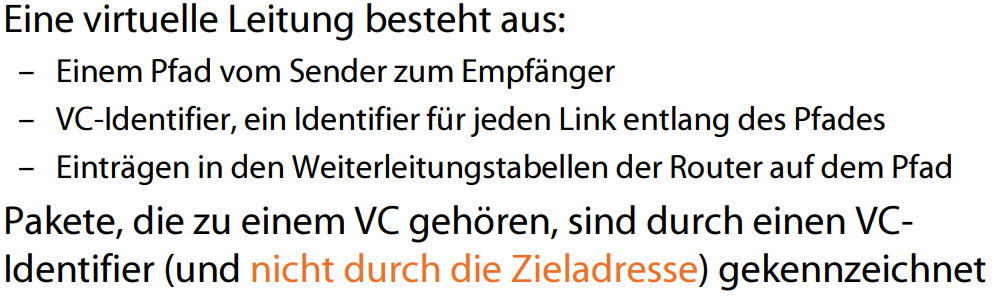 Eine virtuelle Leitung besteht aus:
– Einem Pfad vom Sender zum Empfänger
– VC-Identifier, ein Identifier für jeden Link entlang des Pfades
– Einträgen in den Weiterleitungstabellen der Router auf dem Pfad
Pakete, die zu einem VC gehören, sind durch einen VC-
Identifier (und nicht durch die Zieladresse) gekennzeichnet